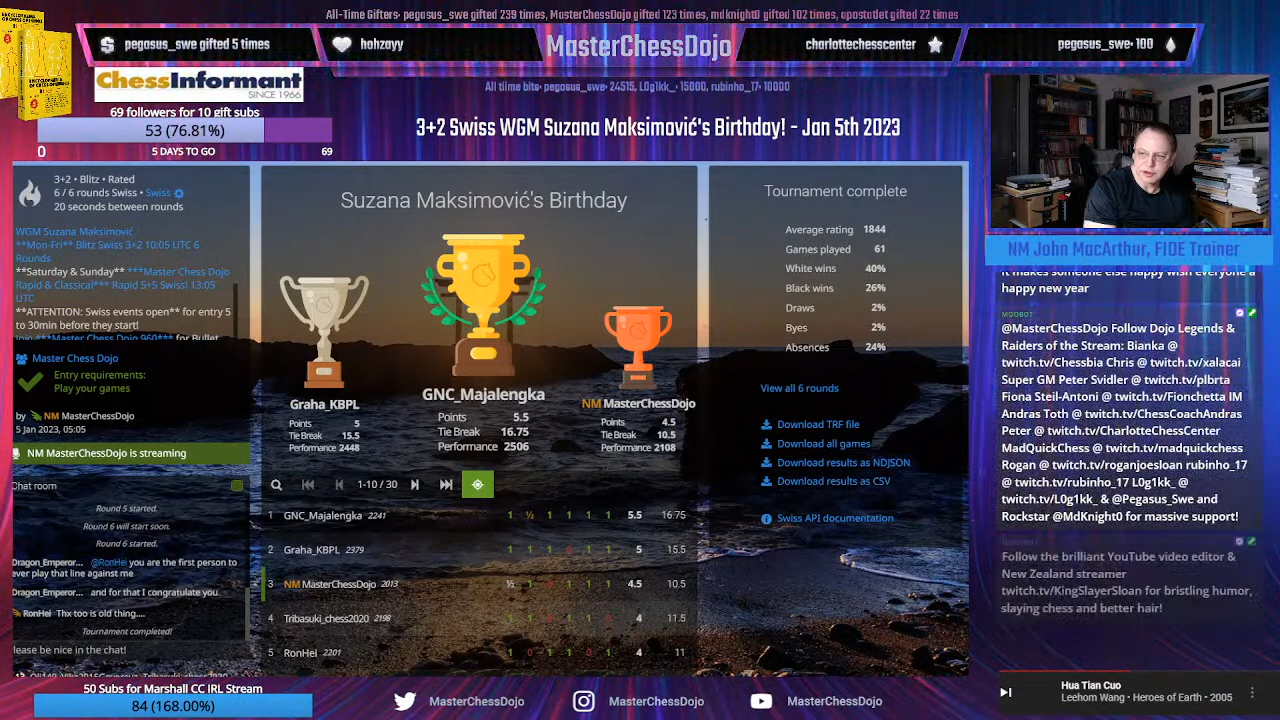 All-Time Gifters• pegasus_swe gifted 239 times, MasterChessDojo gifted 123 times, mdknight0 gifted 102 times, apostatlet gifted 22 times
pegasus_swe gifted 5 times
hohzayy
MasterChessDojo
charlottechesscenter
pegasus_swe• 100
ChessInformant
SINCE 1966
All time bits• pegasus_swe• 24515, L0g1kk_• 15000, rubinho_17• 10000
69 followers for 10 gift subs
53 (76.81%)
0
5 DAYS TO GO
69
3+2 Swiss WGM Suzana Maksimović's Birthday! - Jan 5th 2023
3+2 • Blitz • Rated
6/6 rounds Swiss • Swiss
20 seconds between rounds
WGM Suzana Maksimović
**Mon-Fri** Blitz Swiss 3+2 10:05 UTC 6
Rounds
**Saturday & Sunday** ***Master Chess Dojo
Rapid & Classical*** Rapid 5+5 Swiss! 13:05
UTC
**ATTENTION: Swiss events open** for entry 5
to 30min before they start!
Join ***Master Chess Dojo 960*** for Bullet
Master Chess Dojo
Entry requirements:
Play your games
by NM MasterChessDojo
5 Jan 2023, 05:05
NM MasterChessDojo is streaming
Chat room
Round 5 started.
Round 6 will start soon.
Round 6 started.
Dragon_Emperor... @RonHei you are the first person to
ever play that line against me
Dragon_Emperor... and for that I congratulate you
RonHei Thx too is old thing....
Tournament completed!
lease be nice in the chat!
Suzana Maksimović's Birthday
Graha_KBPL
Points 5
Tie Break 15.5
Performance 2448
GNC_Majalengka
Points 5.5
Tie Break 16.75
Performance 2506
NM MasterChessDojo
Points 4.5
Tie Break 10.5
Performance 2108
1-10 / 30
1 GNC_Majalengka 2241 1 ½ 1 1 1 1 5.5 16.75
2 Graha_KBPL 2379 1 1 1 0 1 1 5 15.5
3 NM MasterChessDojo 2013 ½ 1 0 1 1 1 4.5 10.5
4 Tribasuki_chess2020 2198 1 1 0 1 0 1 4 11.5
5 RonHei 2201 1 0 1 1 0 1 4 11
Tournament complete
Average rating 1844
Games played 61
White wins 40%
Black wins 26%
Draws 2%
Byes 2%
Absences 24%
View all 6 rounds
Download TRF file
Download all games
Download results as NDJSON
Download results as CSV
Swiss API documentation
NM John MacArthur, FIDE Trainer
it makes someone else happy wish everyone a
happy new year
MOOBOT
@MasterChessDojo Follow Dojo Legends &
Raiders of the Stream: Bianka @
twitch.tv/Chessbia Chris @ twitch.tv/xalacai
Super GM Peter Svidler @ twitch.tv/plbrta
Fiona Steil-Antoni @ twitch.tv/Fionchetta IM
Andras Toth @ twitch.tv/ChessCoachAndras
Peter @ twitch.tv/CharlotteChessCenter
MadQuickChess @ twitch.tv/madquickchess
Rogan @ twitch.tv/roganjoesloan rubinho_17
@ twitch.tv/rubinho_17 L0g1kk_ @
twitch.tv/L0g1kk_ & @Pegasus_Swe and
Rockstar @MdKnight0 for massive support!
Follow the brilliant YouTube video editor &
New Zealand streamer
twitch.tv/KingSlayerSloan for bristling humor,
slaying chess and better hair!
50 Subs for Marshall CC IRL Stream
84 (168.00%)
MasterChessDojo
MasterChessDojo
MasterChessDojo
Hua Tian Cuo
Leehom Wang • Heroes of Earth • 2005